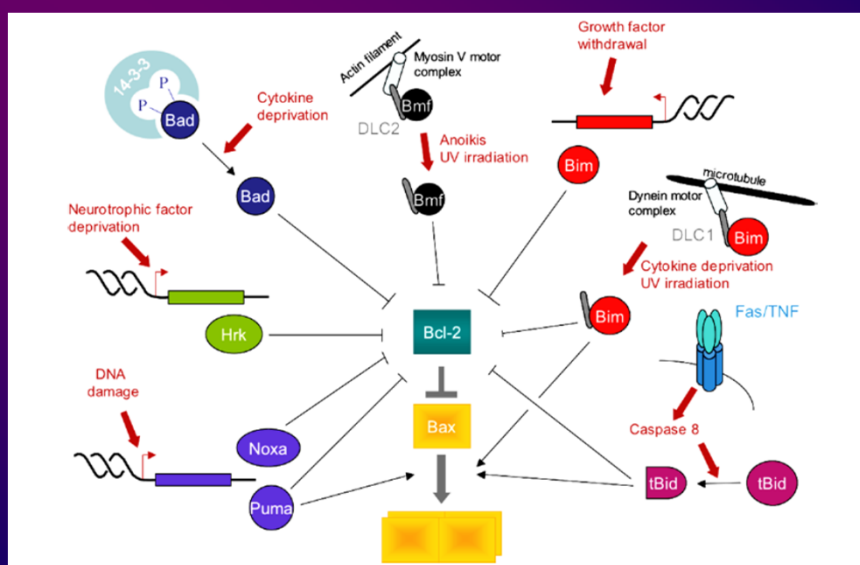 14-3-3
P
P
Bad
Cytokine
deprivation
Bad
Actin filament
Myosin V motor
complex
Bmf
DLC2
Anoikis
UV irradiation
Bmf
Growth factor
withdrawal
Bim
microtubule
Dynein motor
complex
DLC1
Bim
Cytokine deprivation
UV irradiation
Bim
Neurotrophic factor
deprivation
Hrk
Bcl-2
Fas/TNF
DNA
damage
Bax
Caspase 8
Noxa
Puma
tBid
tBid